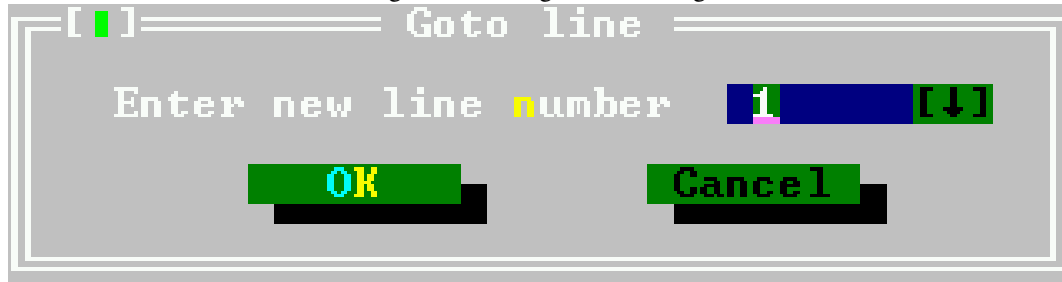 [▮] Goto line
Enter new line number 1 [↓]
OK Cancel